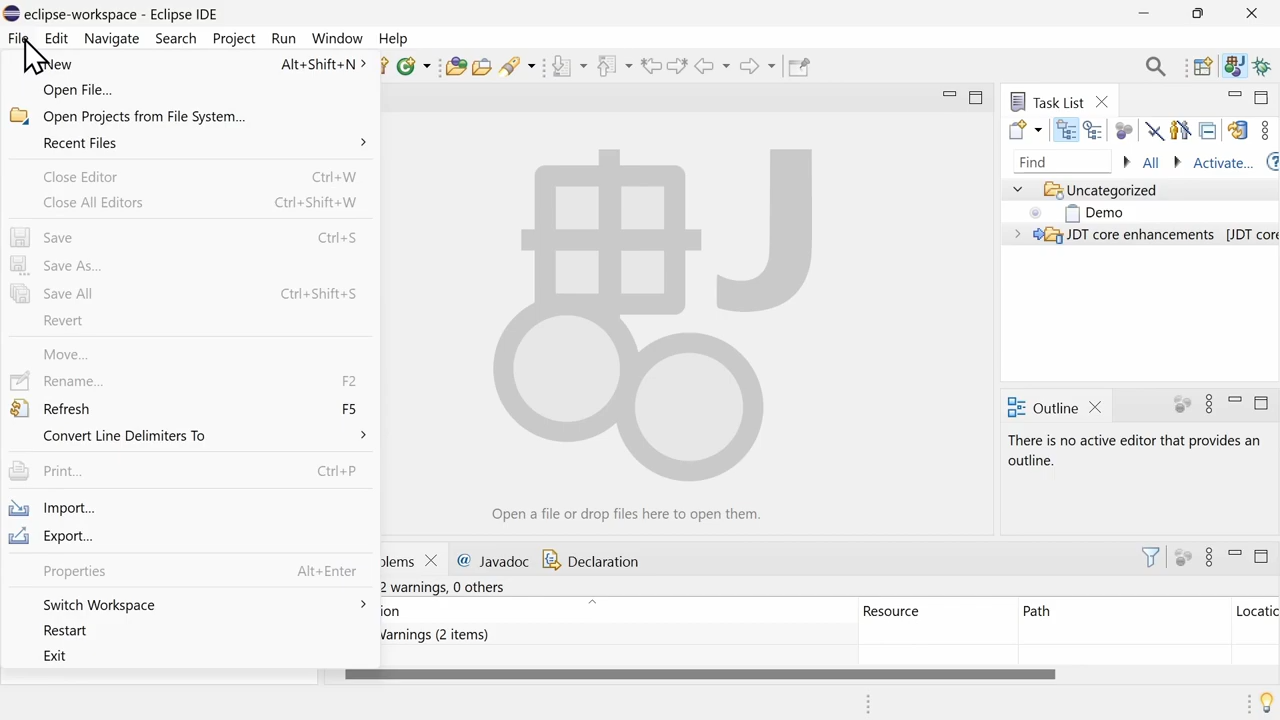 eclipse-workspace - Eclipse IDE
File Edit Navigate Search Project Run Window Help
New Alt+Shift+N
Open File...
Open Projects from File System...
Recent Files
Close Editor Ctrl+W
Close All Editors Ctrl+Shift+W
Save Ctrl+S
Save As...
Save All Ctrl+Shift+S
Revert
Move...
Rename... F2
Refresh F5
Convert Line Delimiters To
Print... Ctrl+P
Import...
Export...
Properties Alt+Enter
Switch Workspace
Restart
Exit
Open a file or drop files here to open them.
Task List
Find All Activate...
Uncategorized
Demo
JDT core enhancements [JDT core
Outline
There is no active editor that provides an
outline.
blems @ Javadoc Declaration
2 warnings, 0 others
ion Resource Path Locatio
Warnings (2 items)